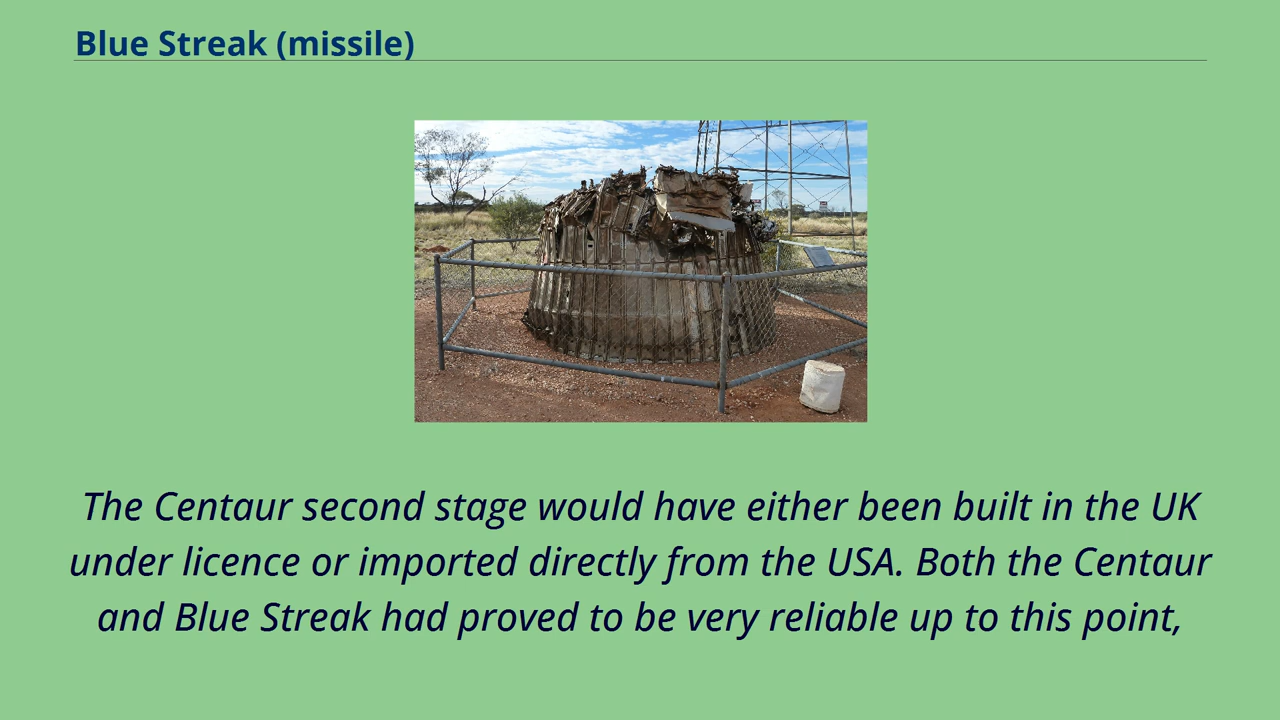 Blue Streak (missile)
The Centaur second stage would have either been built in the UK
under licence or imported directly from the USA. Both the Centaur
and Blue Streak had proved to be very reliable up to this point,